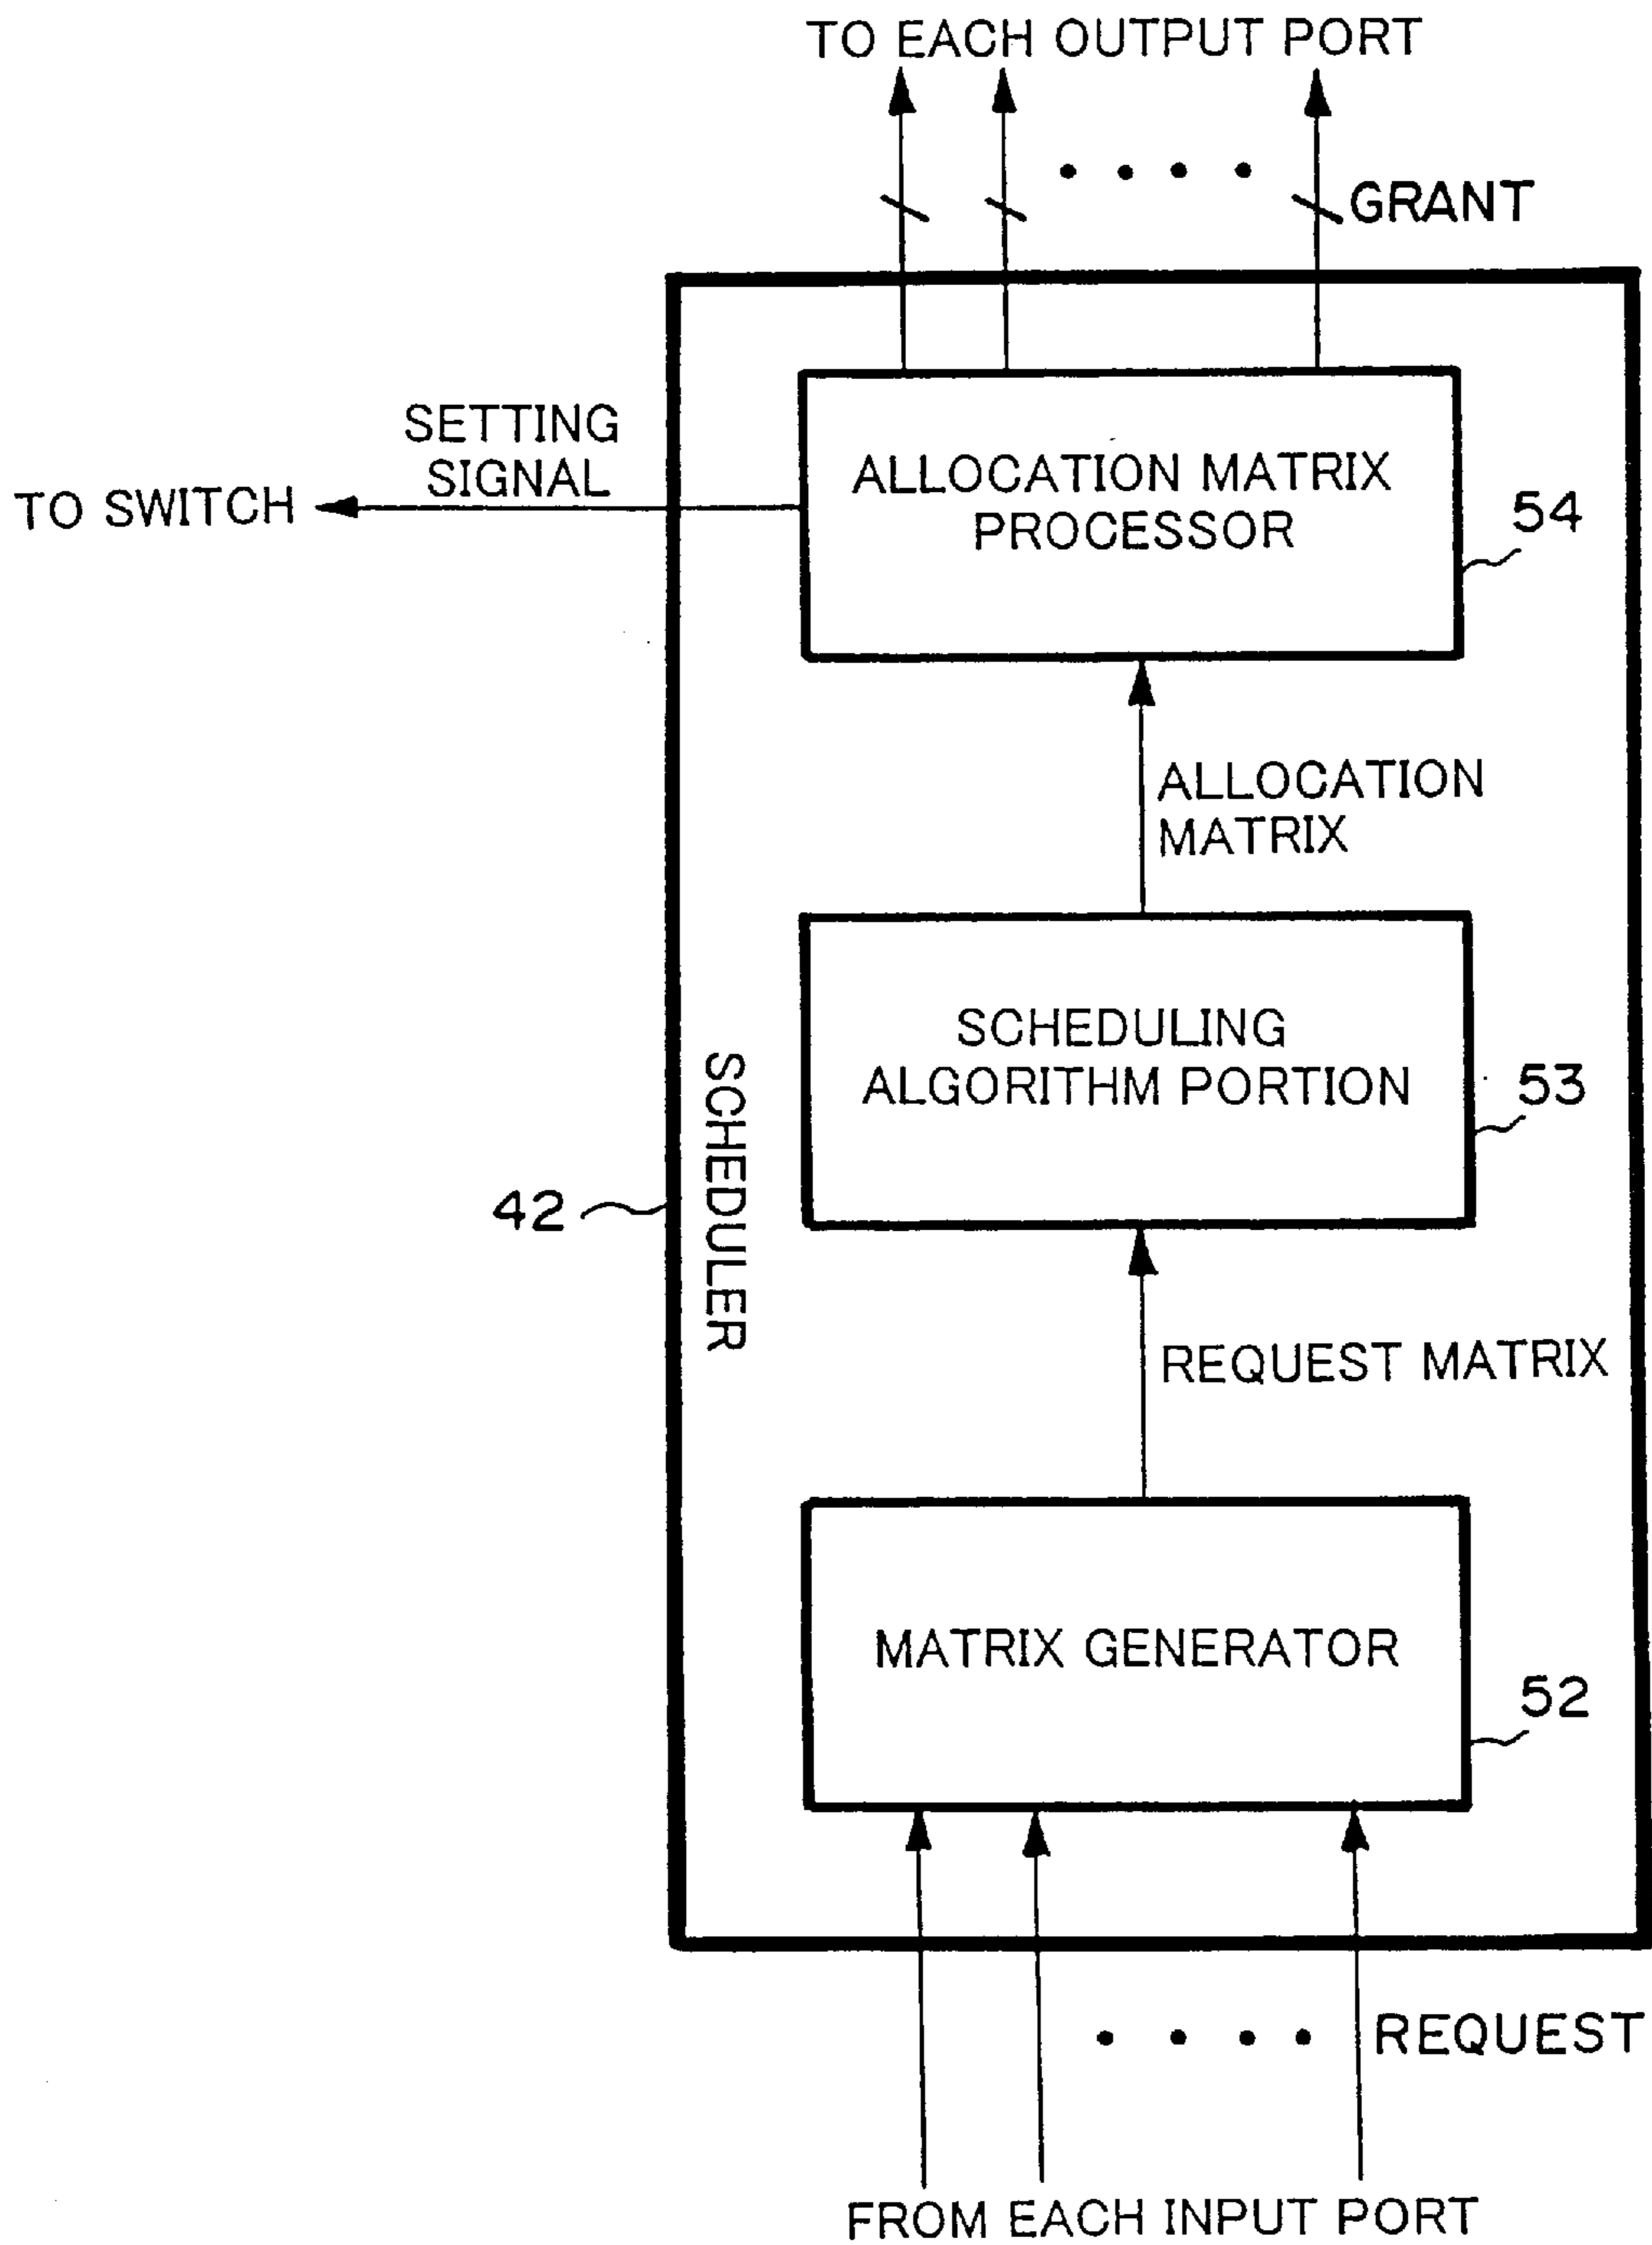 TO EACH OUTPUT PORT
GRANT
SETTING
SIGNAL
TO SWITCH
ALLOCATION MATRIX
PROCESSOR
54
ALLOCATION
MATRIX
SCHEDULING
ALGORITHM PORTION
53
SCHEDULER
42
REQUEST MATRIX
MATRIX GENERATOR
52
REQUEST
FROM EACH INPUT PORT